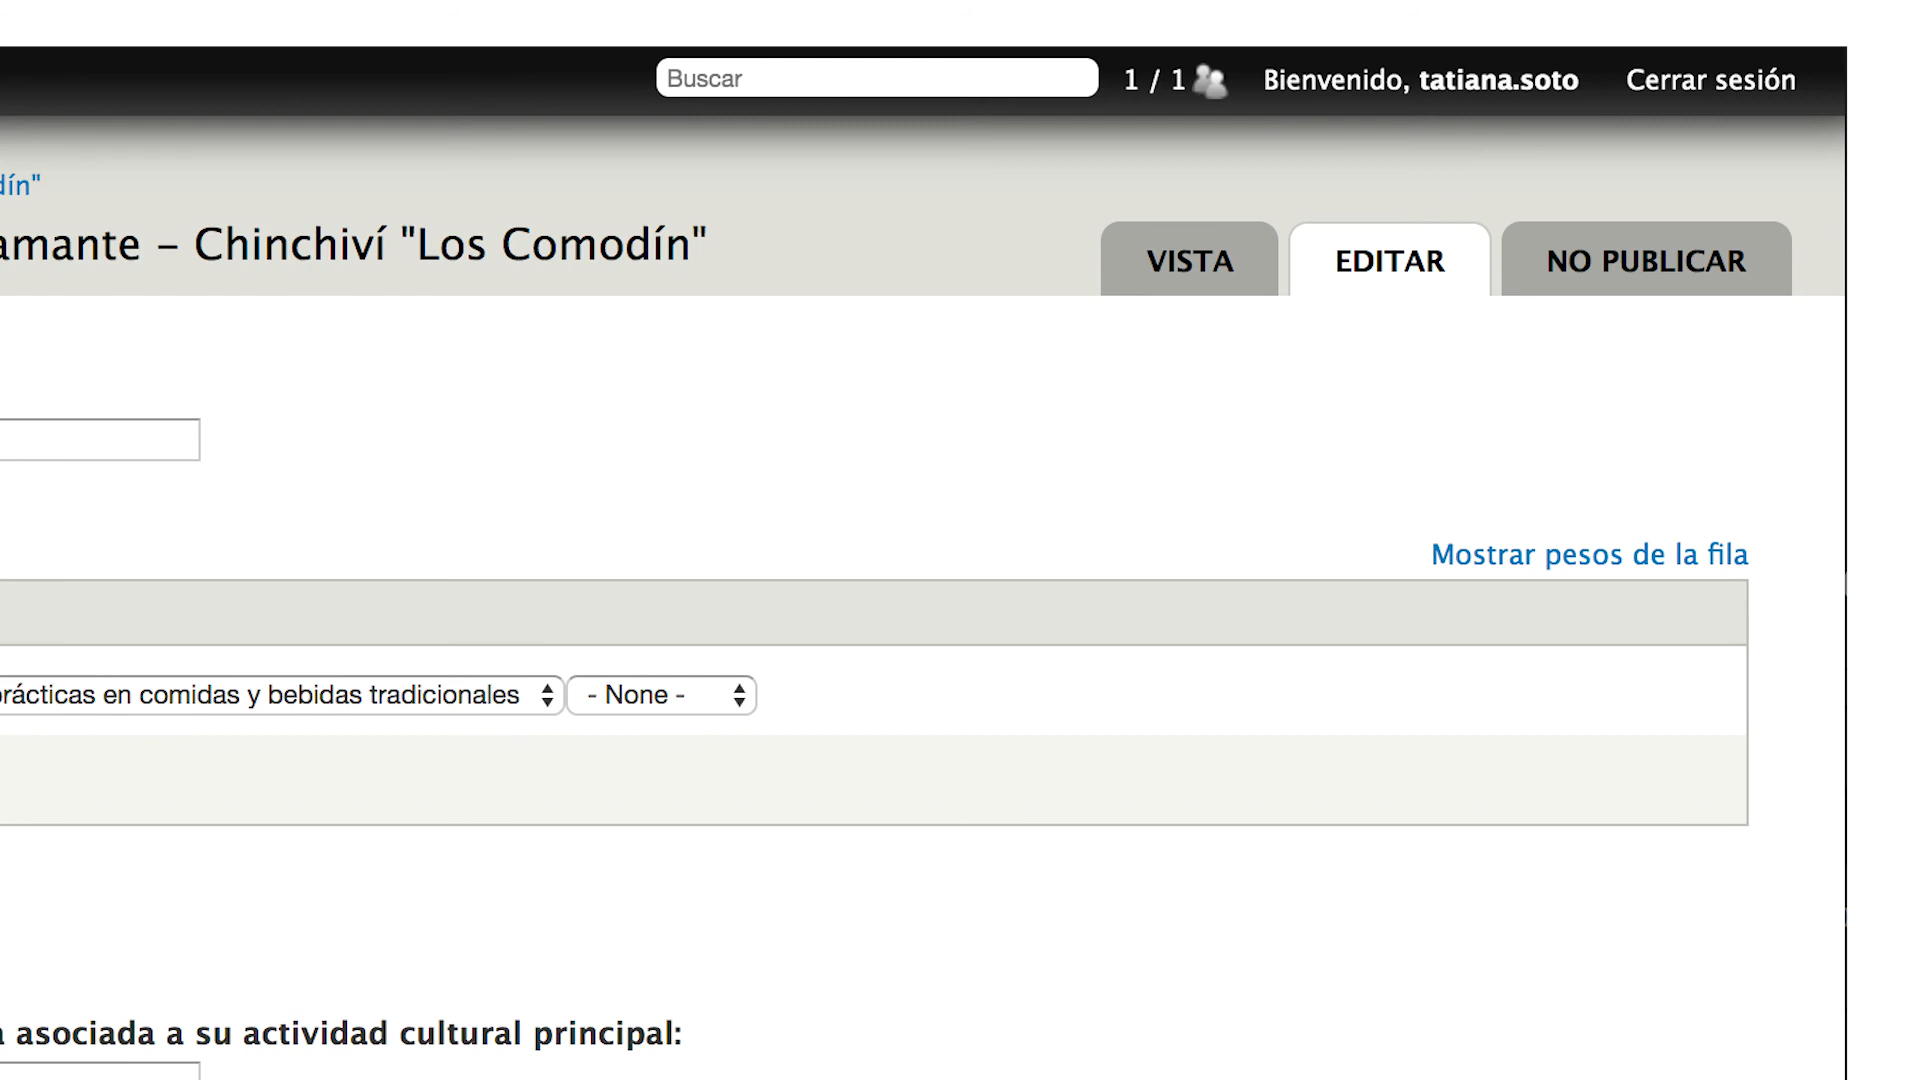 Buscar 1 / 1 Bienvenido, tatiana.soto Cerrar sesión
dín"
amante – Chinchiví "Los Comodín"
VISTA EDITAR NO PUBLICAR
Mostrar pesos de la fila
prácticas en comidas y bebidas tradicionales - None -
a asociada a su actividad cultural principal: